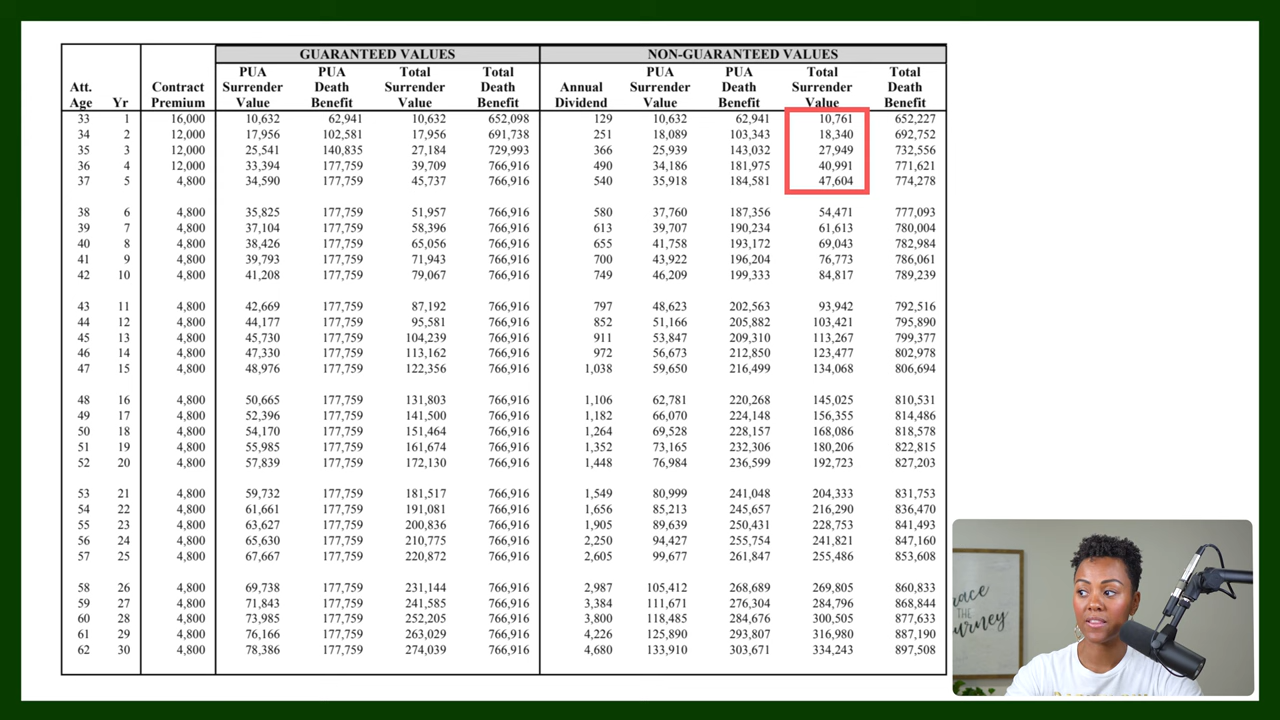 GUARANTEED VALUES NON-GUARANTEED VALUES
PUA PUA Total Total PUA PUA Total Total
Att. Contract Surrender Death Surrender Death Annual Surrender Death Surrender Death
Age Yr Premium Value Benefit Value Benefit Dividend Value Benefit Value Benefit
33 1 16,000 10,632 62,941 10,632 652,098 129 10,632 62,941 10,761 652,227
34 2 12,000 17,956 102,581 17,956 691,738 251 18,089 103,343 18,340 692,752
35 3 12,000 25,541 140,835 27,184 729,993 366 25,939 143,032 27,949 732,556
36 4 12,000 33,394 177,759 39,709 766,916 490 34,186 181,975 40,991 771,621
37 5 4,800 34,590 177,759 45,737 766,916 540 35,918 184,581 47,604 774,278
38 6 4,800 35,825 177,759 51,957 766,916 580 37,760 187,356 54,471 777,093
39 7 4,800 37,104 177,759 58,396 766,916 613 39,707 190,234 61,613 780,004
40 8 4,800 38,426 177,759 65,056 766,916 655 41,758 193,172 69,043 782,984
41 9 4,800 39,793 177,759 71,943 766,916 700 43,922 196,204 76,773 786,061
42 10 4,800 41,208 177,759 79,067 766,916 749 46,209 199,333 84,817 789,239
43 11 4,800 42,669 177,759 87,192 766,916 797 48,623 202,563 93,942 792,516
44 12 4,800 44,177 177,759 95,581 766,916 852 51,166 205,882 103,421 795,890
45 13 4,800 45,730 177,759 104,239 766,916 911 53,847 209,310 113,267 799,377
46 14 4,800 47,330 177,759 113,162 766,916 972 56,673 212,850 123,477 802,978
47 15 4,800 48,976 177,759 122,356 766,916 1,038 59,650 216,499 134,068 806,694
48 16 4,800 50,665 177,759 131,803 766,916 1,106 62,781 220,268 145,025 810,531
49 17 4,800 52,396 177,759 141,500 766,916 1,182 66,070 224,148 156,355 814,486
50 18 4,800 54,170 177,759 151,464 766,916 1,264 69,528 228,157 168,086 818,578
51 19 4,800 55,985 177,759 161,674 766,916 1,352 73,165 232,306 180,206 822,815
52 20 4,800 57,839 177,759 172,130 766,916 1,448 76,984 236,599 192,723 827,203
53 21 4,800 59,732 177,759 181,517 766,916 1,549 80,999 241,048 204,333 831,753
54 22 4,800 61,661 177,759 191,081 766,916 1,656 85,213 245,657 216,290 836,470
55 23 4,800 63,627 177,759 200,836 766,916 1,905 89,639 250,431 228,753 841,493
56 24 4,800 65,630 177,759 210,775 766,916 2,250 94,427 255,754 241,821 847,160
57 25 4,800 67,667 177,759 220,872 766,916 2,605 99,677 261,847 255,486 853,608
58 26 4,800 69,738 177,759 231,144 766,916 2,987 105,412 268,689 269,805 860,833
59 27 4,800 71,843 177,759 241,585 766,916 3,384 111,671 276,304 284,796 868,844
60 28 4,800 73,985 177,759 252,205 766,916 3,800 118,485 284,676 300,505 877,633
61 29 4,800 76,166 177,759 263,029 766,916 4,226 125,890 293,807 316,980 887,190
62 30 4,800 78,386 177,759 274,039 766,916 4,680 133,910 303,671 334,243 897,508
THE